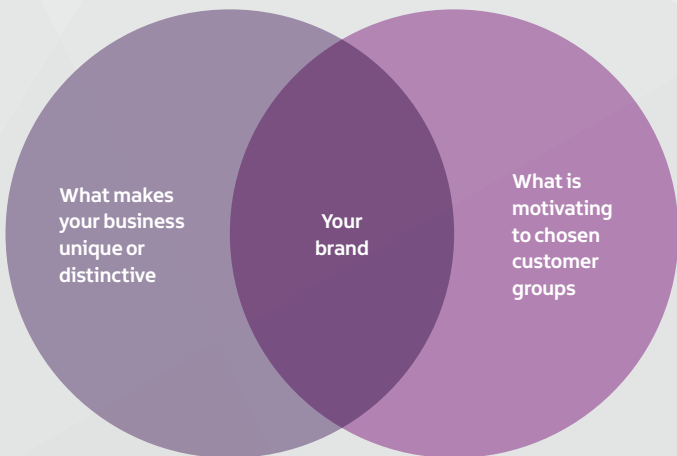 What makes
your business
unique or
distinctive
Your
brand
What is
motivating
to chosen
customer
groups